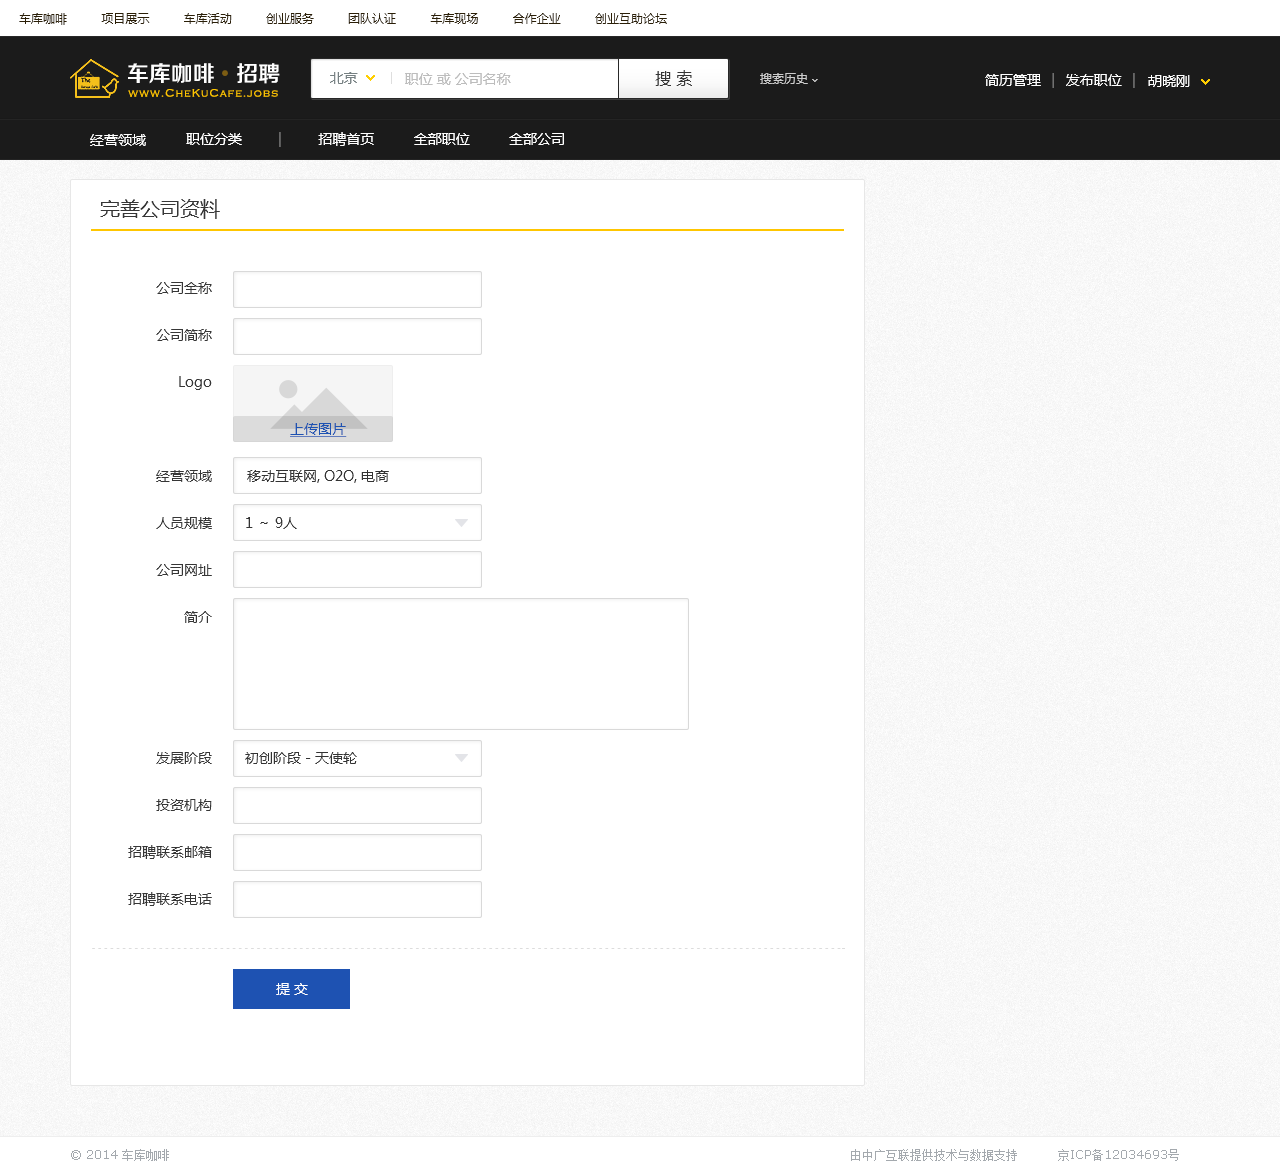 车库咖啡 项目展示 车库活动 创业服务 团队认证 车库现场 合作企业 创业互助论坛
车库咖啡·招聘
www.CheKuCafe.jobs
北京 职位 或 公司名称 搜 索 搜索历史
简历管理 | 发布职位 | 胡晓刚
经营领域 职位分类 | 招聘首页 全部职位 全部公司
完善公司资料
公司全称
公司简称
Logo
上传图片
经营领域 移动互联网, O2O, 电商
人员规模 1 ~ 9人
公司网址
简介
发展阶段 初创阶段 - 天使轮
投资机构
招聘联系邮箱
招聘联系电话
提 交
© 2014 车库咖啡 由中广互联提供技术与数据支持 京ICP备12034693号